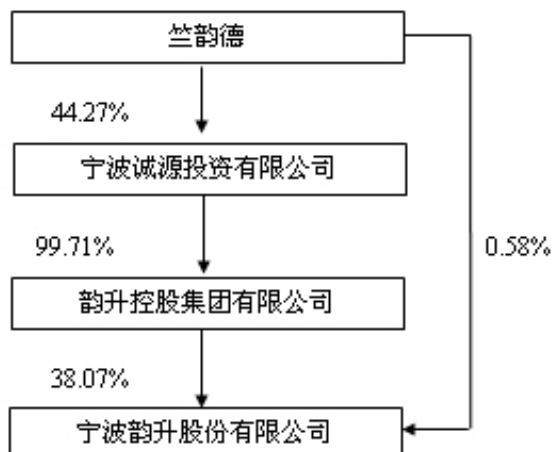 竺韵德
44.27%
宁波诚源投资有限公司
99.71%
0.58%
韵升控股集团有限公司
38.07%
宁波韵升股份有限公司